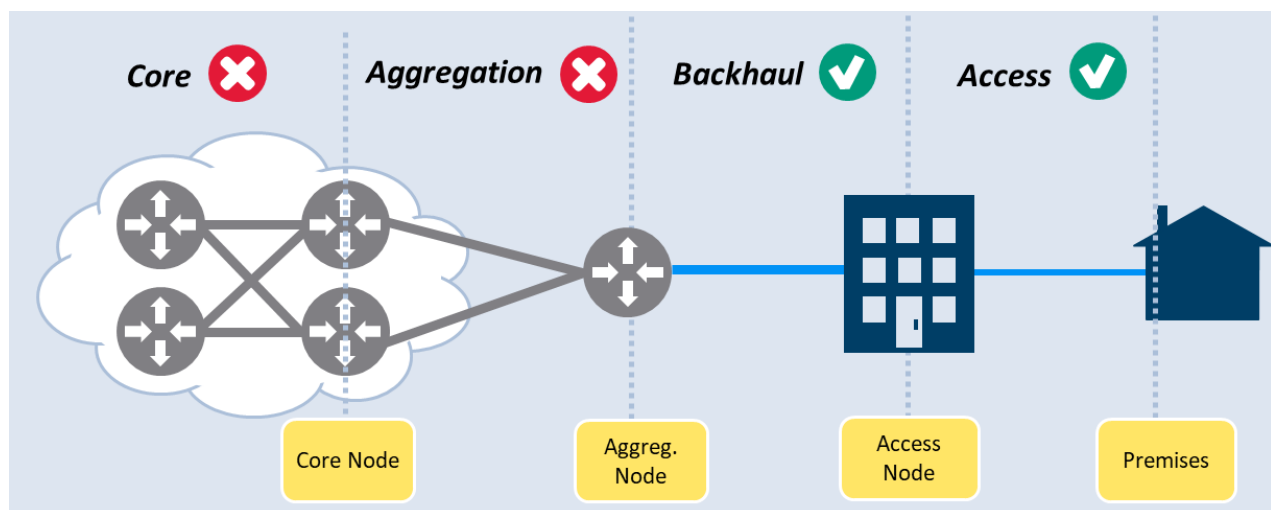 Core
Aggregation
Backhaul
Access
Core Node
Aggreg.
Node
Access
Node
Premises